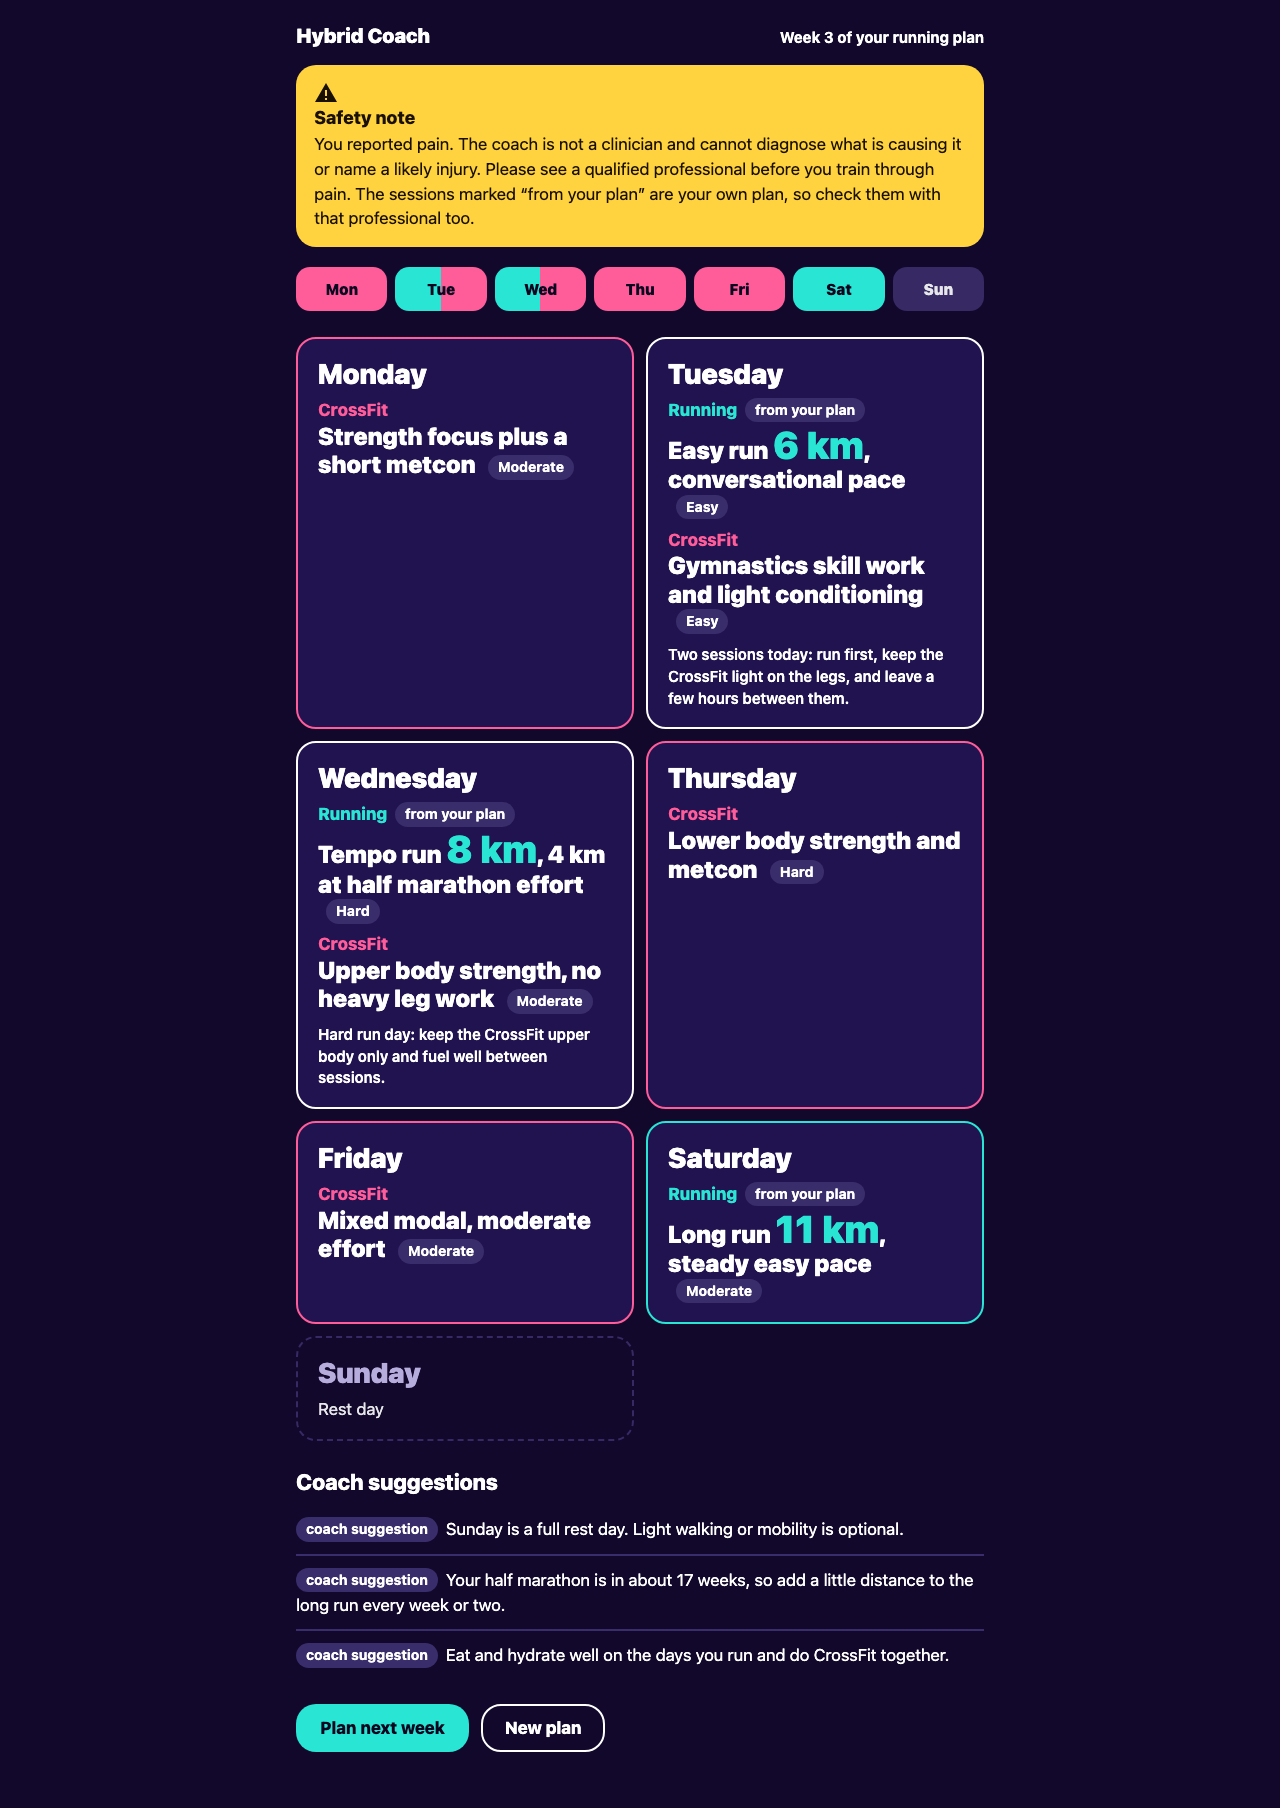 Hybrid Coach
Week 3 of your running plan
Safety note
You reported pain. The coach is not a clinician and cannot diagnose what is causing it
or name a likely injury. Please see a qualified professional before you train through
pain. The sessions marked “from your plan” are your own plan, so check them with
that professional too.
Mon
Tue
Wed
Thu
Fri
Sat
Sun
Monday
CrossFit
Strength focus plus a
short metcon Moderate
Tuesday
Running from your plan
Easy run 6 km,
conversational pace
Easy
CrossFit
Gymnastics skill work
and light conditioning
Easy
Two sessions today: run first, keep the
CrossFit light on the legs, and leave a
few hours between them.
Wednesday
Running from your plan
Tempo run 8 km, 4 km
at half marathon effort
Hard
CrossFit
Upper body strength, no
heavy leg work Moderate
Hard run day: keep the CrossFit upper
body only and fuel well between
sessions.
Thursday
CrossFit
Lower body strength and
metcon Hard
Friday
CrossFit
Mixed modal, moderate
effort Moderate
Saturday
Running from your plan
Long run 11 km,
steady easy pace
Moderate
Sunday
Rest day
Coach suggestions
coach suggestion Sunday is a full rest day. Light walking or mobility is optional.
coach suggestion Your half marathon is in about 17 weeks, so add a little distance to the
long run every week or two.
coach suggestion Eat and hydrate well on the days you run and do CrossFit together.
Plan next week
New plan